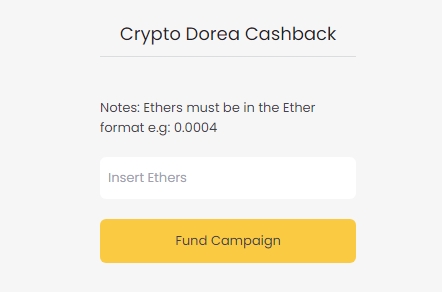 Crypto Dorea Cashback
Notes: Ethers must be in the Ether
format e.g: 0.0004
Insert Ethers
Fund Campaign